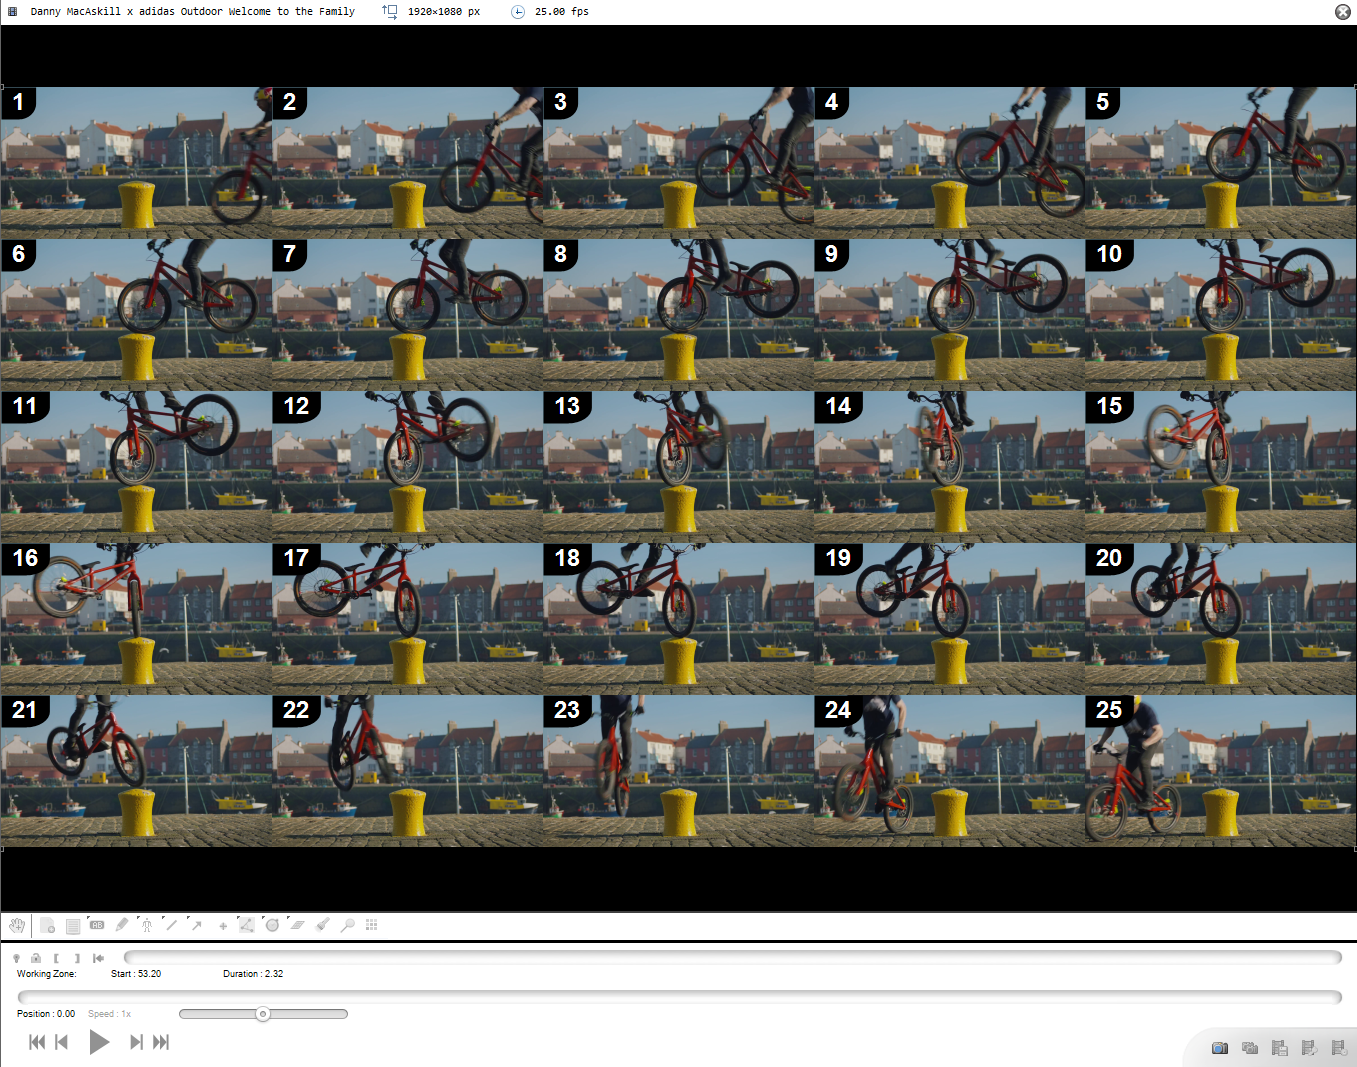 Danny MacAskill x adidas Outdoor Welcome to the Family 1920×1080 px 25.00 fps
1 2 3 4 5
6 7 8 9 10
11 12 13 14 15
16 17 18 19 20
21 22 23 24 25
AB
Working Zone: Start : 53.20 Duration : 2.32
Position : 0.00 Speed : 1x